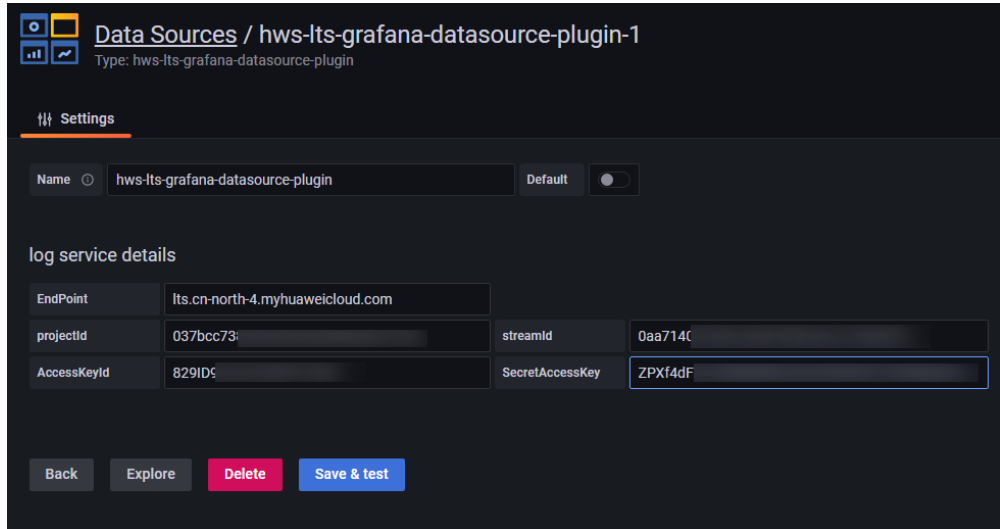 Data Sources / hws-lts-grafana-datasource-plugin-1
Type: hws-lts-grafana-datasource-plugin
Settings
Name hws-lts-grafana-datasource-plugin Default
log service details
EndPoint lts.cn-north-4.myhuaweicloud.com
projectId 037bcc73 streamId 0aa7140
AccessKeyId 829ID9 SecretAccessKey ZPXf4dF
Back Explore Delete Save & test